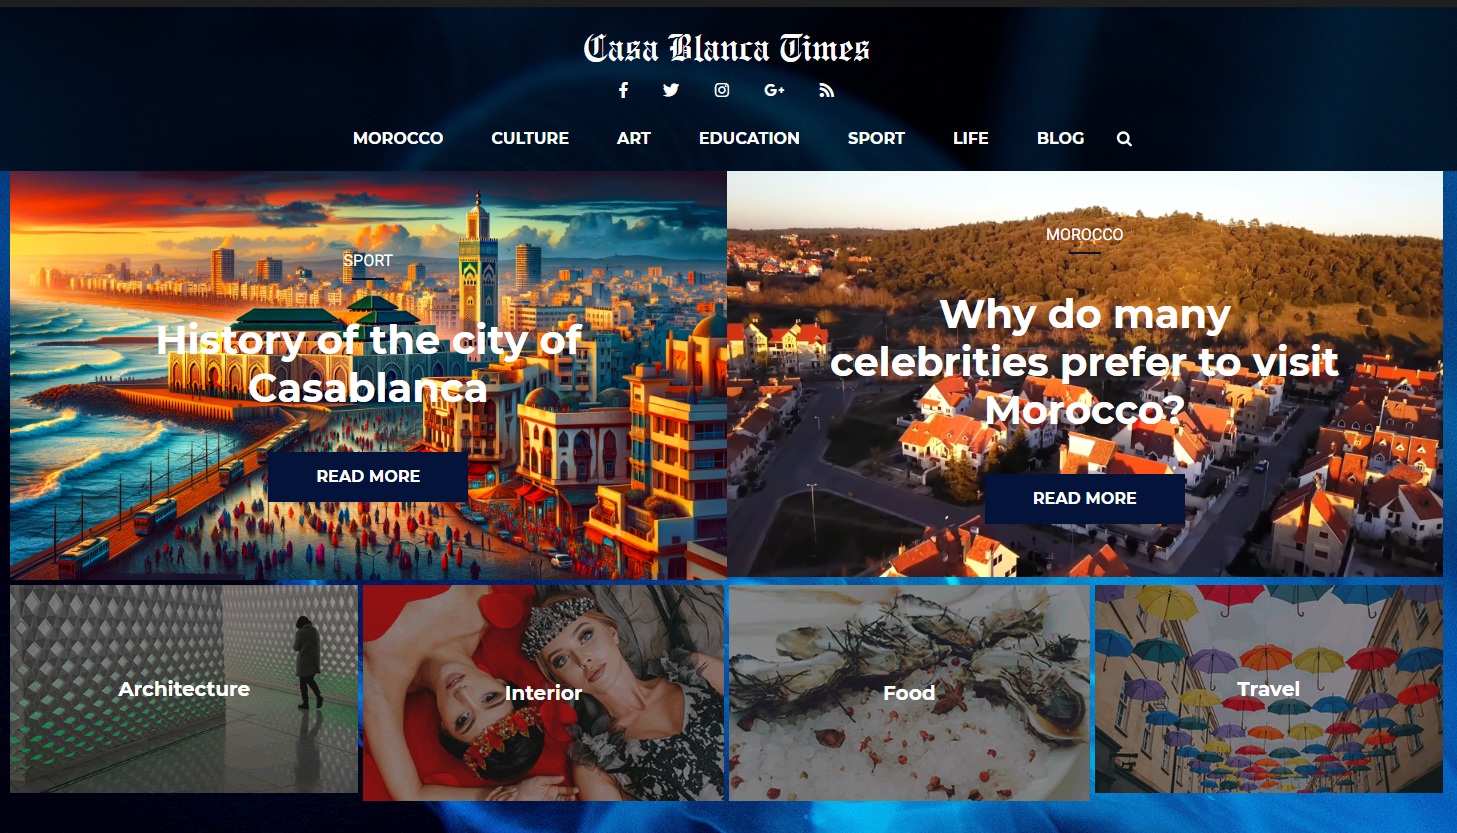 Casa Blanca Times
G+
MOROCCO CULTURE ART EDUCATION SPORT LIFE BLOG
SPORT
History of the city of
Casablanca
READ MORE
MOROCCO
Why do many
celebrities prefer to visit
Morocco?
READ MORE
Architecture
Interior
Food
Travel